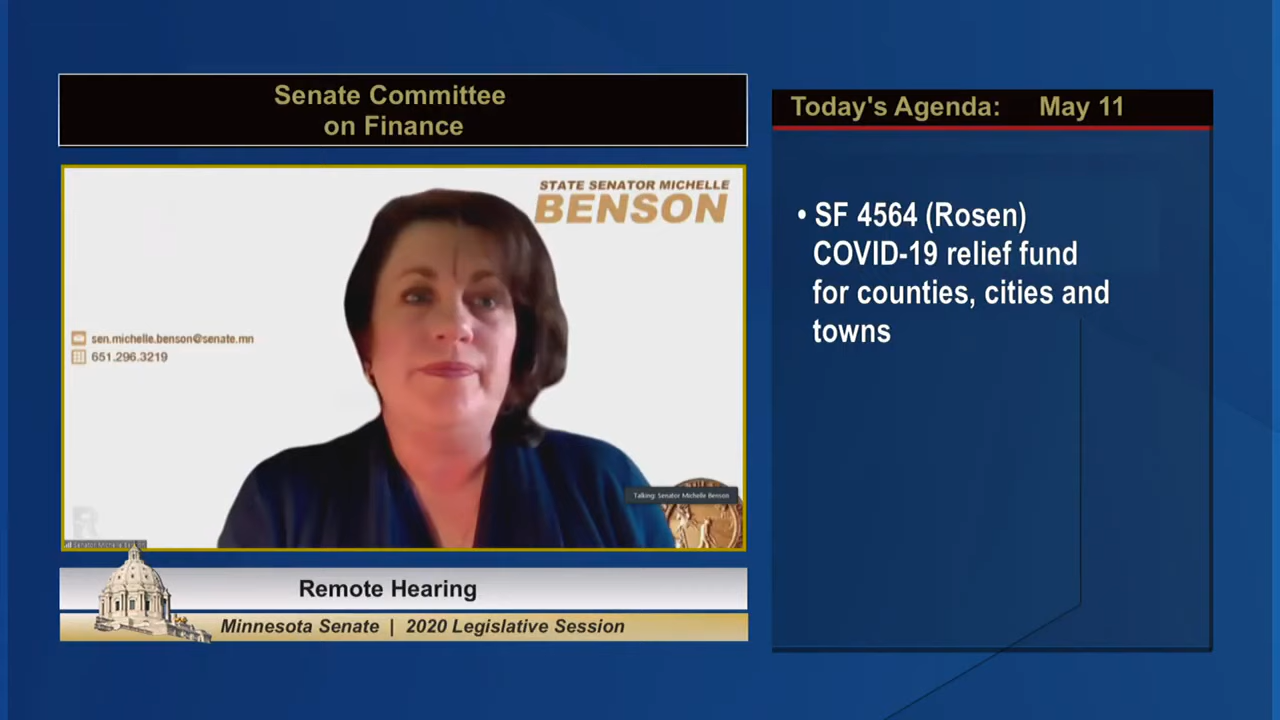 Senate Committee
on Finance
Today's Agenda: May 11
STATE SENATOR MICHELLE
BENSON
sen.michelle.benson@senate.mn
651.296.3219
Talking: Senator Michelle Benson
• SF 4564 (Rosen)
COVID-19 relief fund
for counties, cities and
towns
Remote Hearing
Minnesota Senate | 2020 Legislative Session